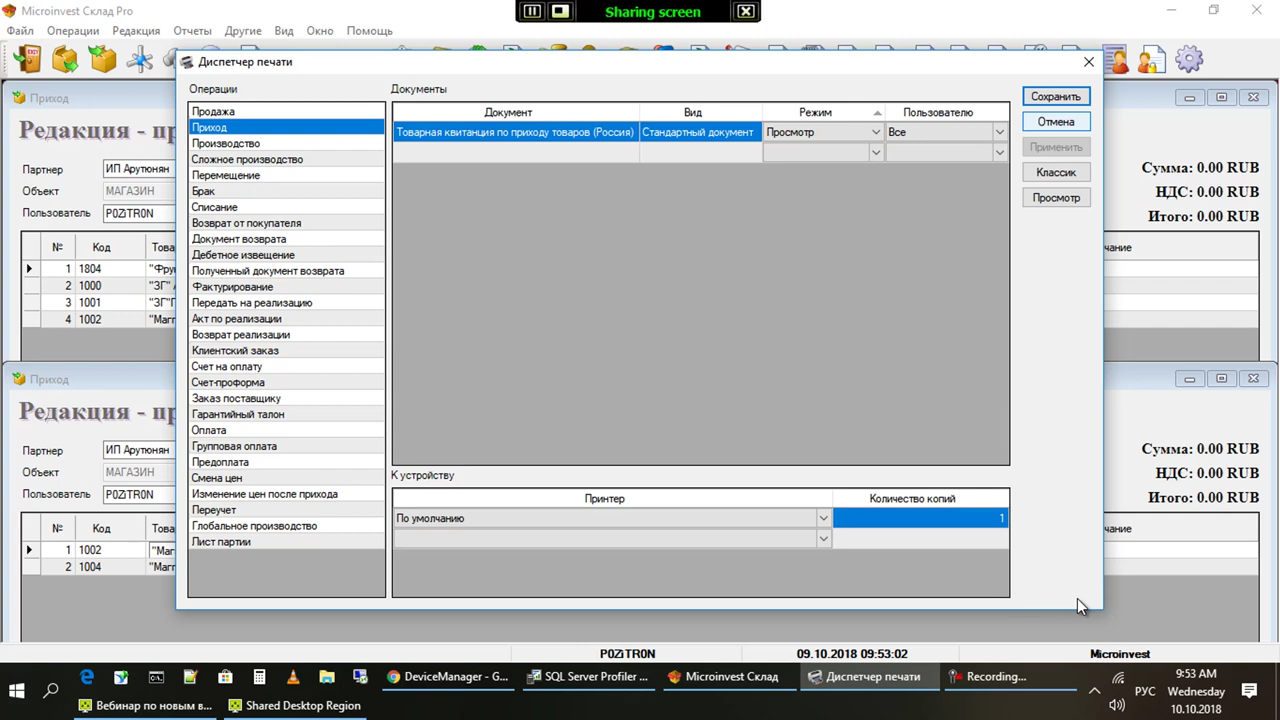 Microinvest Склад Pro
Sharing screen
Файл Операции Редакция Отчеты Другие Вид Окно Помощь
EXIT
Диспетчер печати
Приход
Редакция - пр
Партнер ИП Арутюнян
Объект МАГАЗИН
Пользователь P0ZiTR0N
№ Код Това
1 1804 "Фру
2 1000 "ЗГ"
3 1001 "ЗГ"Г
4 1002 "Маг
Операции
Продажа
Приход
Производство
Сложное производство
Перемещение
Брак
Списание
Возврат от покупателя
Документ возврата
Дебетное извещение
Полученный документ возврата
Фактурирование
Передать на реализацию
Акт по реализации
Возврат реализации
Клиентский заказ
Счет на оплату
Счет-проформа
Заказ поставщику
Гарантийный талон
Оплата
Групповая оплата
Предоплата
Смена цен
Изменение цен после прихода
Переучет
Глобальное производство
Лист партии
Документы
Документ Вид Режим Пользователю
Товарная квитанция по приходу товаров (Россия) Стандартный документ Просмотр Все
К устройству
Принтер Количество копий
По умолчанию 1
Сохранить
Отмена
Применить
Классик
Просмотр
Сумма: 0.00 RUB
НДС: 0.00 RUB
Итого: 0.00 RUB
чание
Приход
Редакция - пр
Партнер ИП Арутюнян
Объект МАГАЗИН
Пользователь P0ZiTR0N
№ Код Това
1 1002 "Маг
2 1004 "Магг
Сумма: 0.00 RUB
НДС: 0.00 RUB
Итого: 0.00 RUB
чание
P0ZiTR0N 09.10.2018 09:53:02 Microinvest
DeviceManager - G... SQL Server Profiler ... Microinvest Склад Диспетчер печати Recording...
Вебинар по новым в... Shared Desktop Region
РУС
9:53 AM
Wednesday
10.10.2018